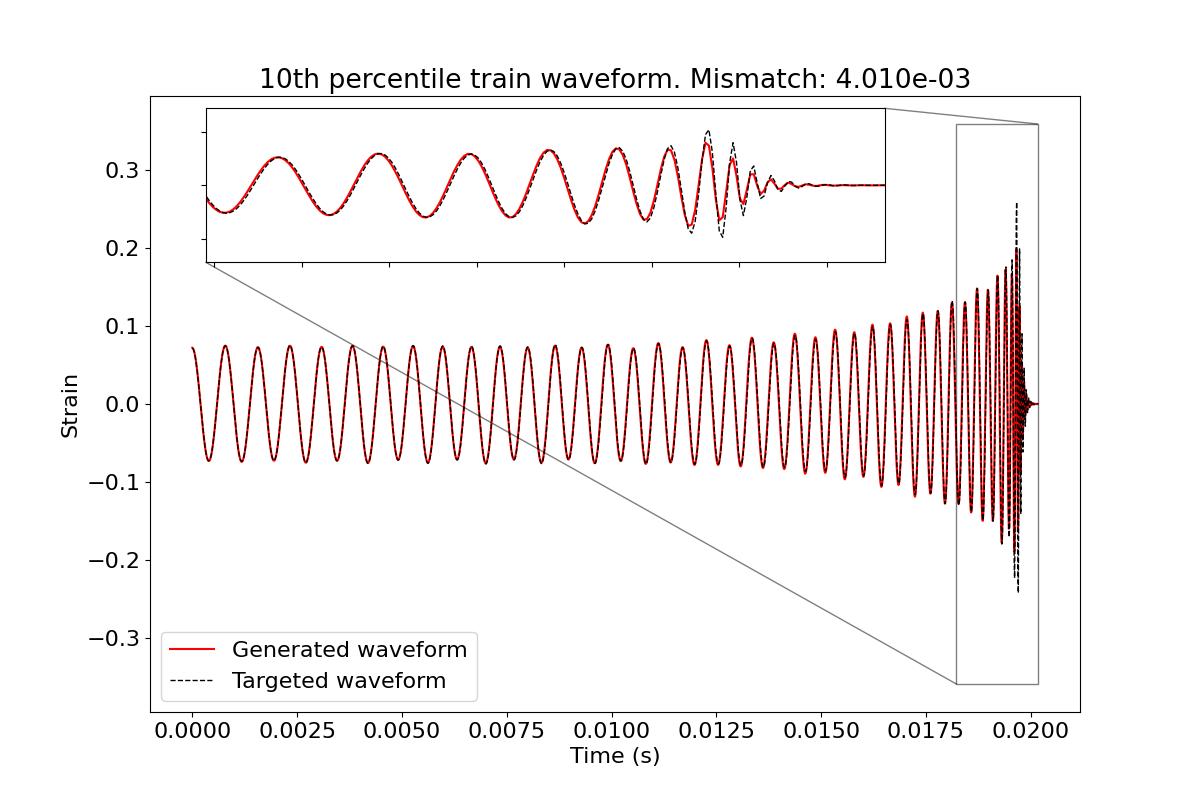 10th percentile train waveform. Mismatch: 4.010e-03
0.3
0.2
0.1
0.0
−0.1
−0.2
−0.3
Strain
Generated waveform
Targeted waveform
0.0000 0.0025 0.0050 0.0075 0.0100 0.0125 0.0150 0.0175 0.0200
Time (s)